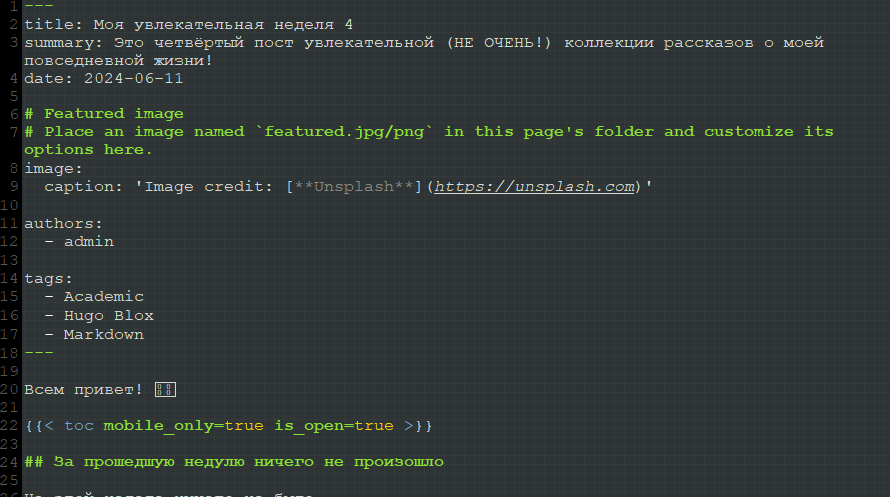 1 ---
2 title: Моя увлекательная неделя 4
3 summary: Это четвёртый пост увлекательной (НЕ ОЧЕНЬ!) коллекции рассказов о моей
повседневной жизни!
4 date: 2024-06-11
5
6 # Featured image
7 # Place an image named `featured.jpg/png` in this page's folder and customize its
options here.
8 image:
9   caption: 'Image credit: [**Unsplash**](https://unsplash.com)'
10
11 authors:
12   - admin
13
14 tags:
15   - Academic
16   - Hugo Blox
17   - Markdown
18 ---
19
20 Всем привет!
21
22 {{< toc mobile_only=true is_open=true >}}
23
24 ## За прошедшую недулю ничего не произошло
25